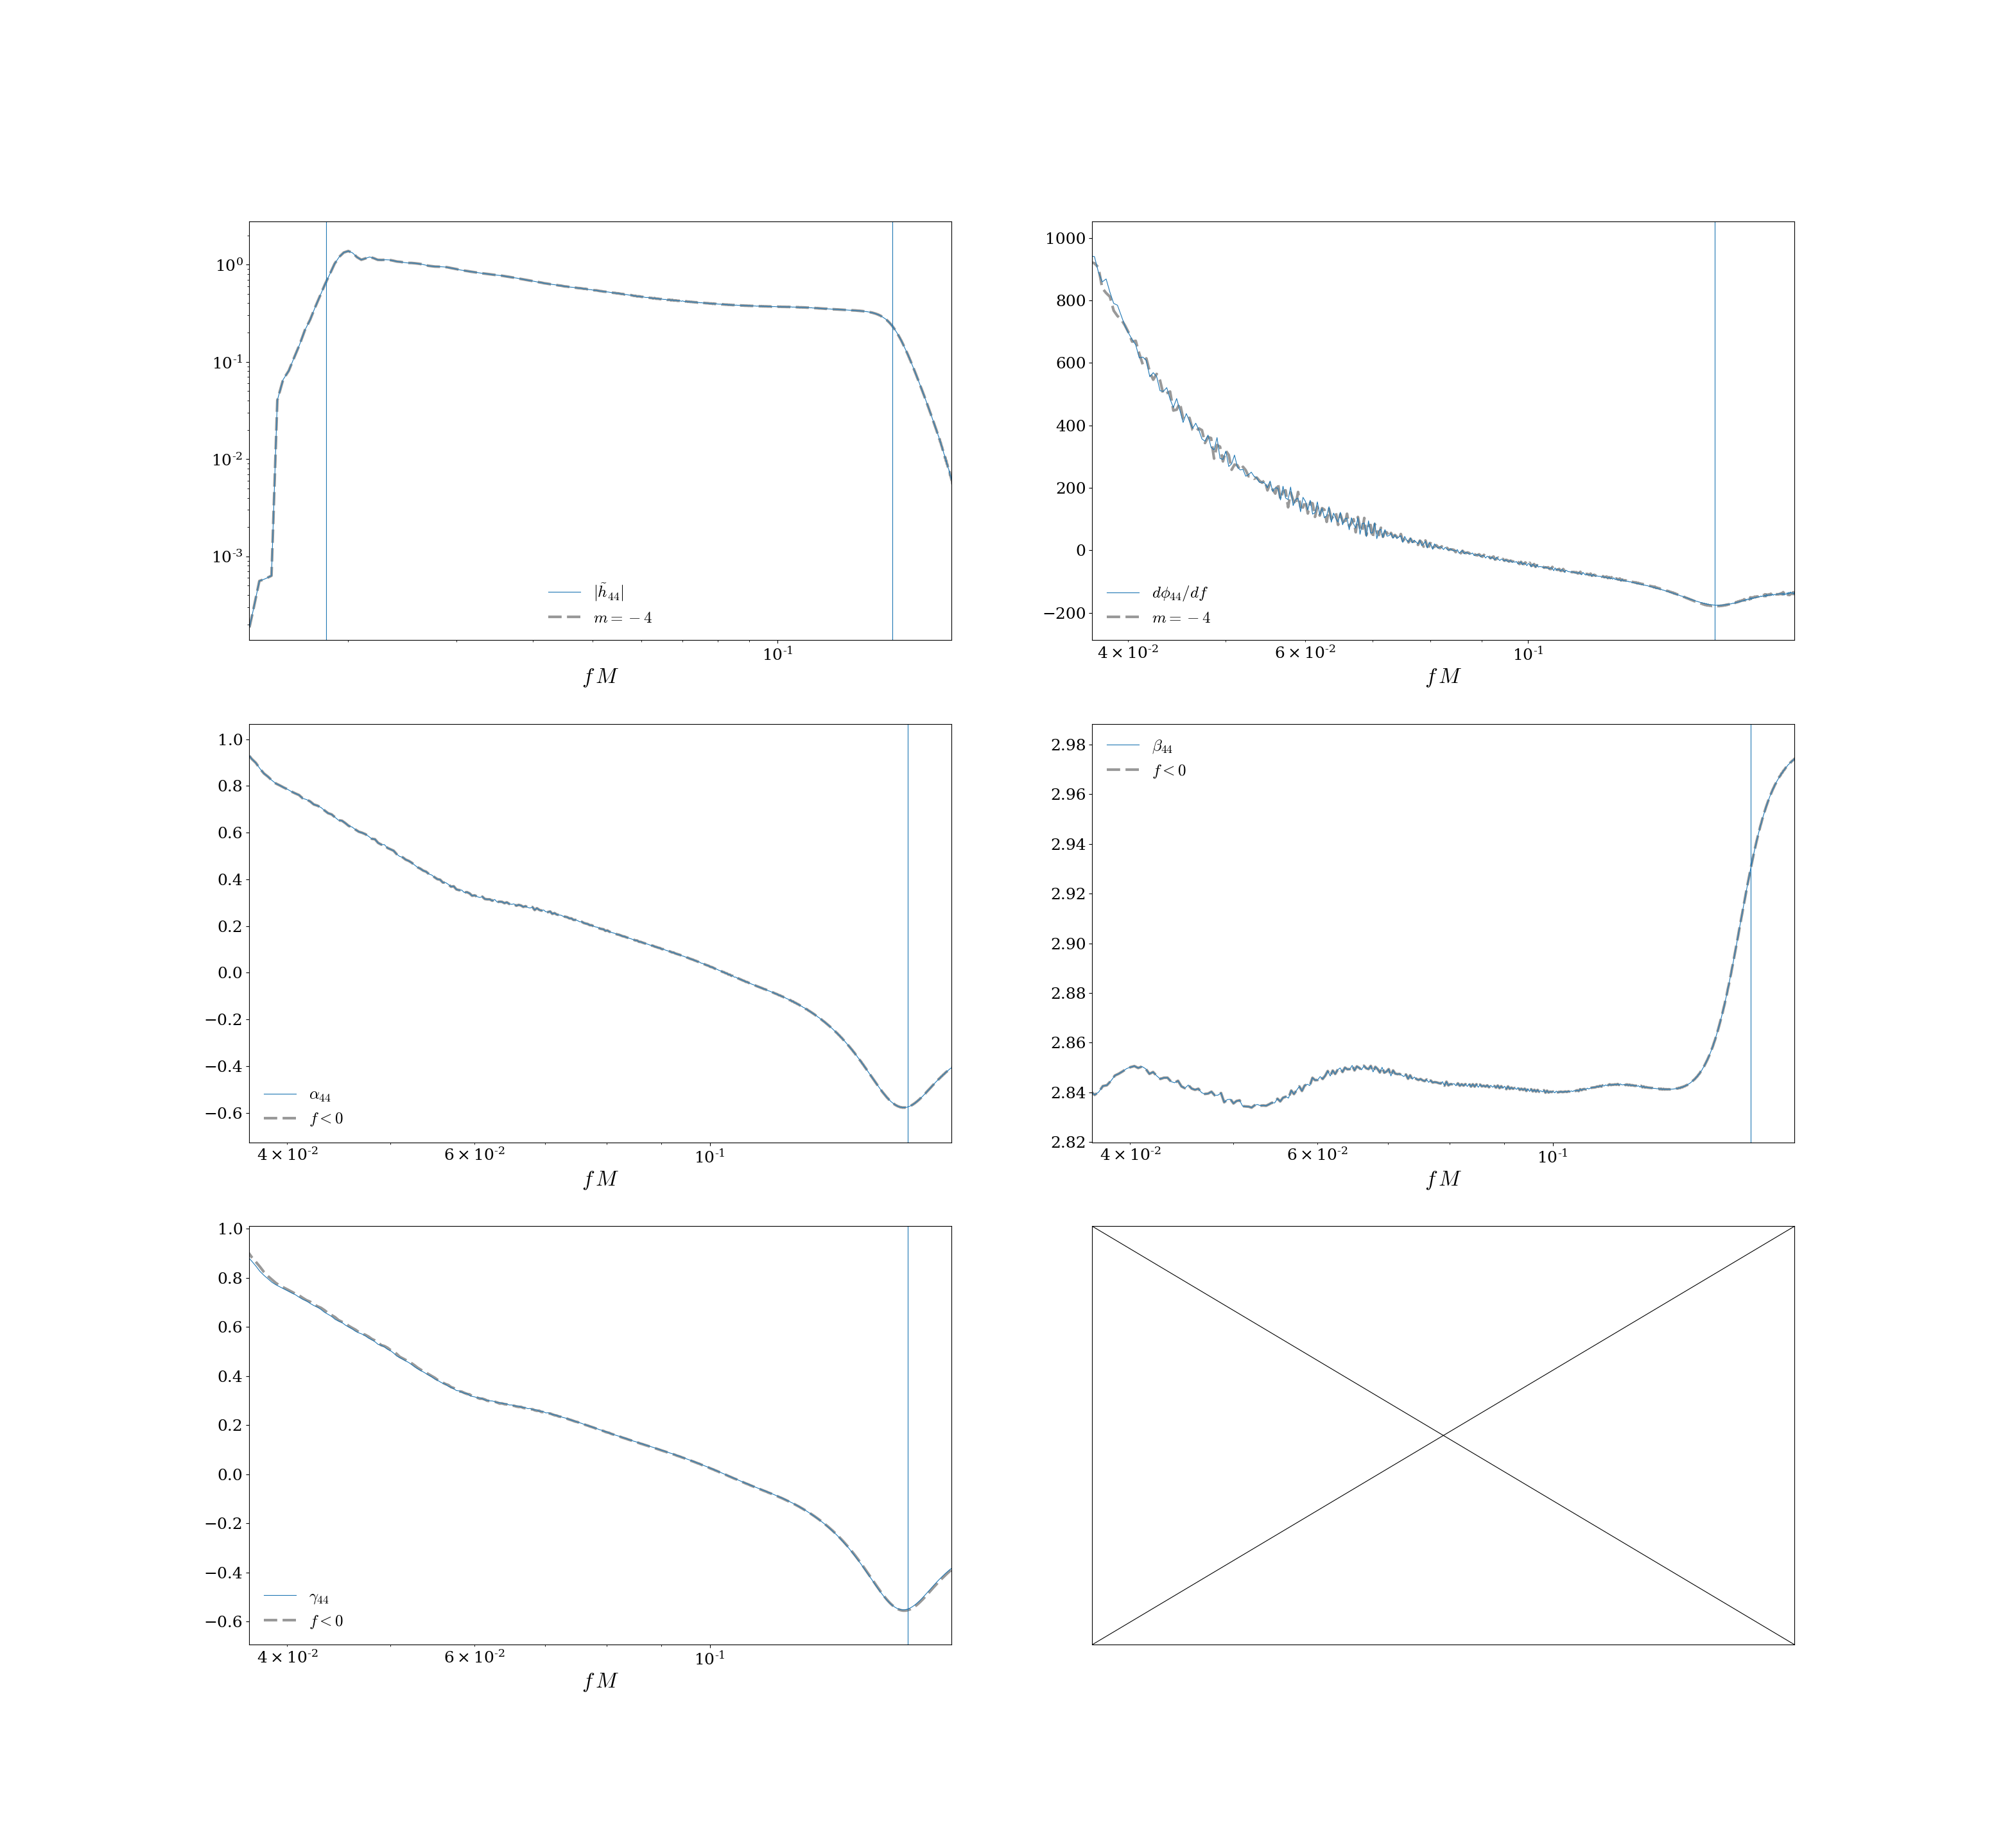 10⁰
10⁻¹
10⁻²
10⁻³
|h̃₄₄|
m = −4
10⁻¹
f M
1000
800
600
400
200
0
−200
dϕ₄₄/df
m = −4
4 × 10⁻² 6 × 10⁻² 10⁻¹
f M
1.0
0.8
0.6
0.4
0.2
0.0
−0.2
−0.4
−0.6
α₄₄
f < 0
4 × 10⁻² 6 × 10⁻² 10⁻¹
f M
2.98
2.96
2.94
2.92
2.90
2.88
2.86
2.84
2.82
β₄₄
f < 0
4 × 10⁻² 6 × 10⁻² 10⁻¹
f M
1.0
0.8
0.6
0.4
0.2
0.0
−0.2
−0.4
−0.6
γ₄₄
f < 0
4 × 10⁻² 6 × 10⁻² 10⁻¹
f M